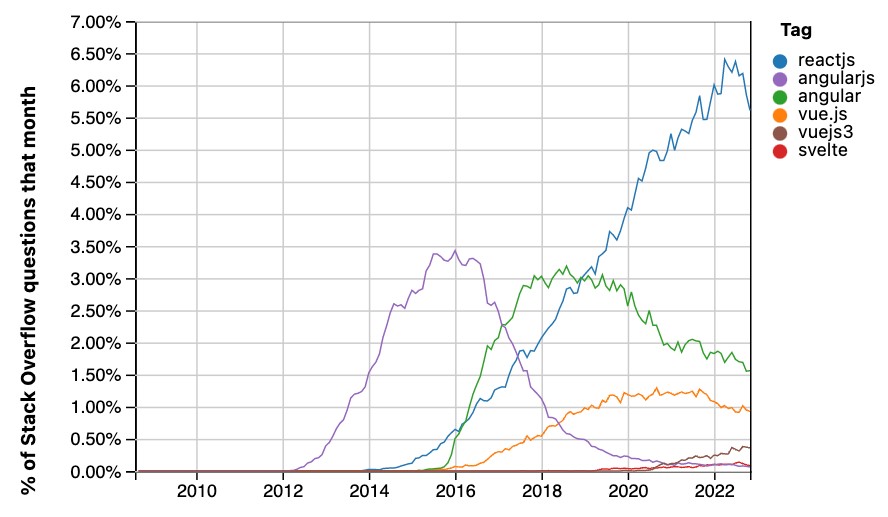 % of Stack Overflow questions that month
7.00%
6.50%
6.00%
5.50%
5.00%
4.50%
4.00%
3.50%
3.00%
2.50%
2.00%
1.50%
1.00%
0.50%
0.00%
2010 2012 2014 2016 2018 2020 2022
Tag
reactjs
angularjs
angular
vue.js
vuejs3
svelte